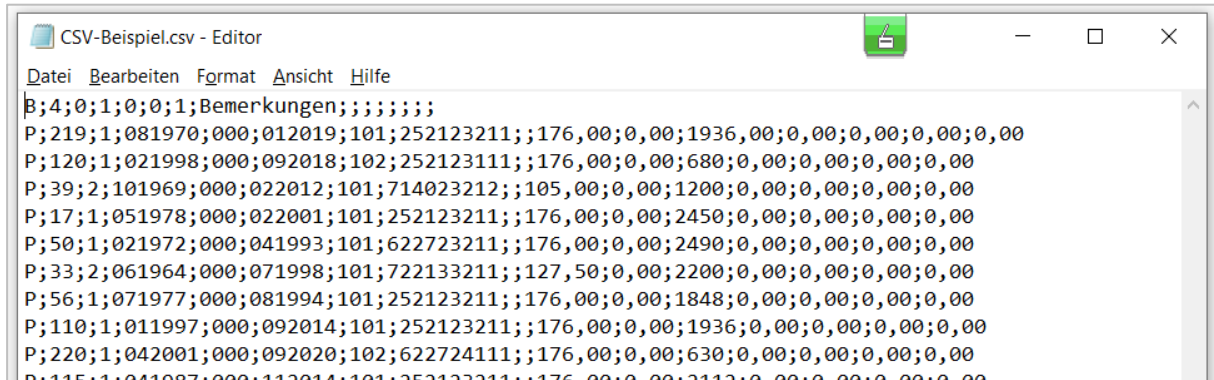 CSV-Beispiel.csv - Editor
Datei Bearbeiten Format Ansicht Hilfe
B;4;0;1;0;0;1;Bemerkungen;;;;;;;;
P;219;1;081970;000;012019;101;252123211;;176,00;0,00;1936,00;0,00;0,00;0,00;0,00
P;120;1;021998;000;092018;102;252123111;;176,00;0,00;680;0,00;0,00;0,00;0,00
P;39;2;101969;000;022012;101;714023212;;105,00;0,00;1200;0,00;0,00;0,00;0,00
P;17;1;051978;000;022001;101;252123211;;176,00;0,00;2450;0,00;0,00;0,00;0,00
P;50;1;021972;000;041993;101;622723211;;176,00;0,00;2490;0,00;0,00;0,00;0,00
P;33;2;061964;000;071998;101;722133211;;127,50;0,00;2200;0,00;0,00;0,00;0,00
P;56;1;071977;000;081994;101;252123211;;176,00;0,00;1848;0,00;0,00;0,00;0,00
P;110;1;011997;000;092014;101;252123211;;176,00;0,00;1936;0,00;0,00;0,00;0,00
P;220;1;042001;000;092020;102;622724111;;176,00;0,00;630;0,00;0,00;0,00;0,00